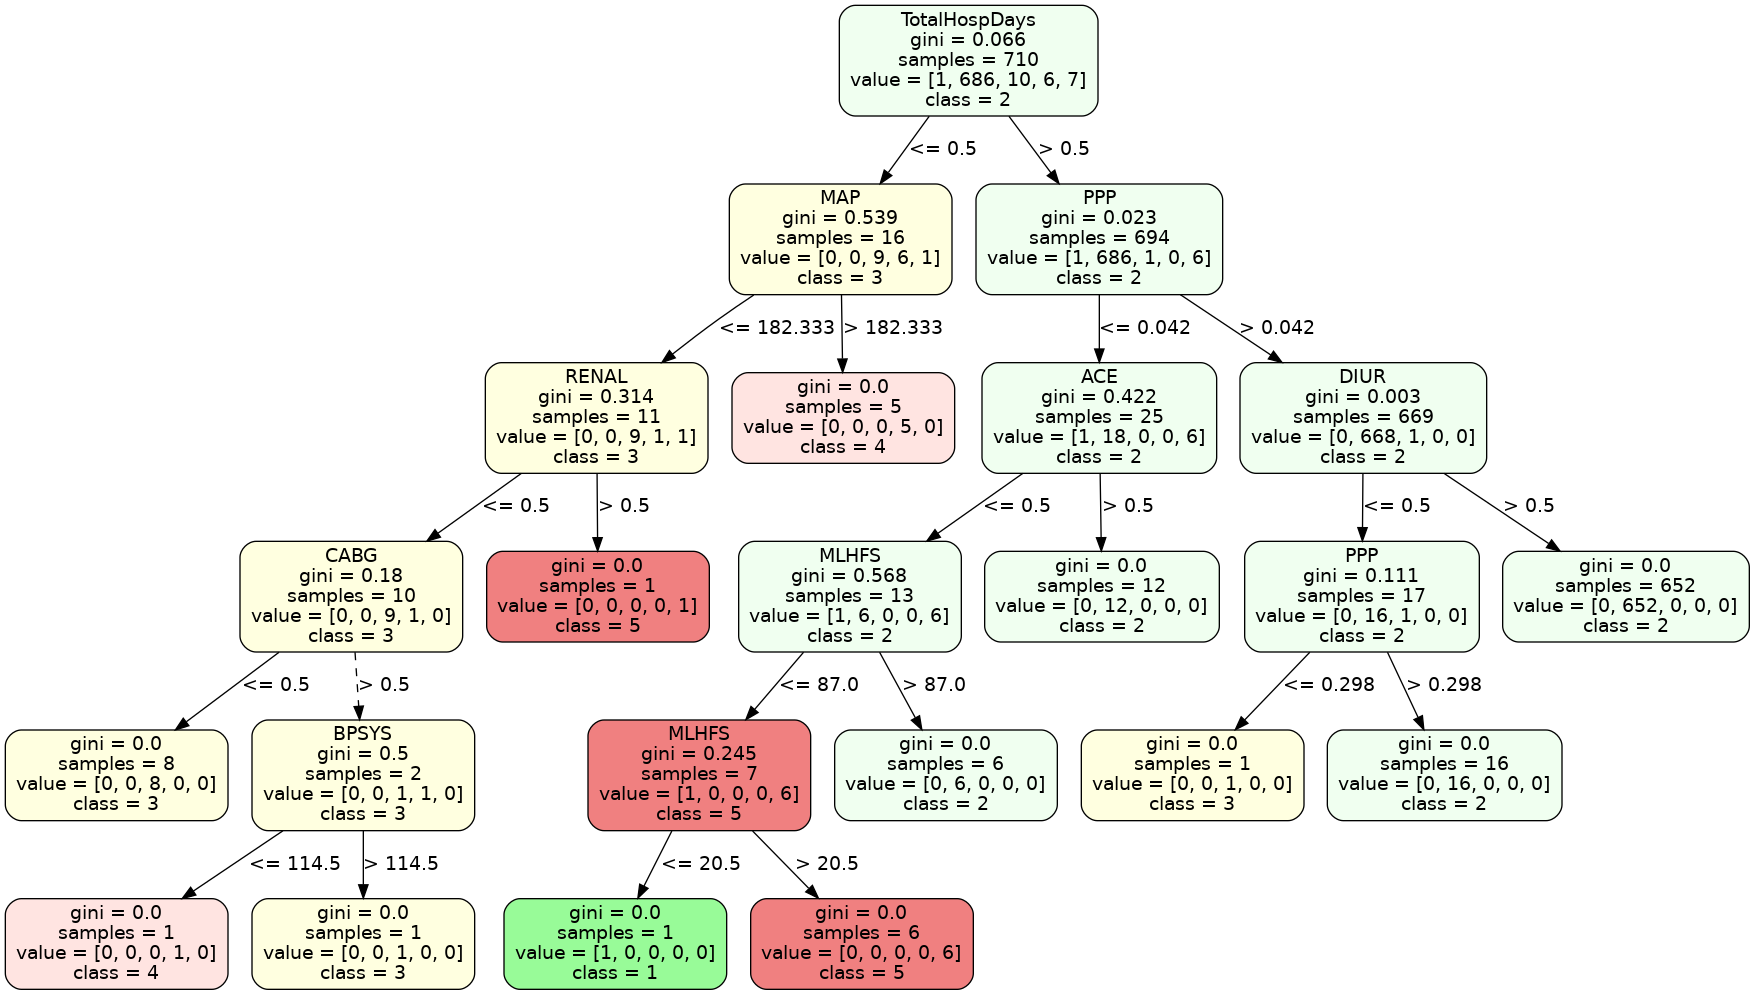 TotalHospDays
gini = 0.066
samples = 710
value = [1, 686, 10, 6, 7]
class = 2
<= 0.5
> 0.5
MAP
gini = 0.539
samples = 16
value = [0, 0, 9, 6, 1]
class = 3
PPP
gini = 0.023
samples = 694
value = [1, 686, 1, 0, 6]
class = 2
<= 182.333
> 182.333
<= 0.042
> 0.042
RENAL
gini = 0.314
samples = 11
value = [0, 0, 9, 1, 1]
class = 3
gini = 0.0
samples = 5
value = [0, 0, 0, 5, 0]
class = 4
ACE
gini = 0.422
samples = 25
value = [1, 18, 0, 0, 6]
class = 2
DIUR
gini = 0.003
samples = 669
value = [0, 668, 1, 0, 0]
class = 2
<= 0.5
> 0.5
<= 0.5
> 0.5
<= 0.5
> 0.5
CABG
gini = 0.18
samples = 10
value = [0, 0, 9, 1, 0]
class = 3
gini = 0.0
samples = 1
value = [0, 0, 0, 0, 1]
class = 5
MLHFS
gini = 0.568
samples = 13
value = [1, 6, 0, 0, 6]
class = 2
gini = 0.0
samples = 12
value = [0, 12, 0, 0, 0]
class = 2
PPP
gini = 0.111
samples = 17
value = [0, 16, 1, 0, 0]
class = 2
gini = 0.0
samples = 652
value = [0, 652, 0, 0, 0]
class = 2
<= 0.5
> 0.5
<= 87.0
> 87.0
<= 0.298
> 0.298
gini = 0.0
samples = 8
value = [0, 0, 8, 0, 0]
class = 3
BPSYS
gini = 0.5
samples = 2
value = [0, 0, 1, 1, 0]
class = 3
MLHFS
gini = 0.245
samples = 7
value = [1, 0, 0, 0, 6]
class = 5
gini = 0.0
samples = 6
value = [0, 6, 0, 0, 0]
class = 2
gini = 0.0
samples = 1
value = [0, 0, 1, 0, 0]
class = 3
gini = 0.0
samples = 16
value = [0, 16, 0, 0, 0]
class = 2
<= 114.5
> 114.5
<= 20.5
> 20.5
gini = 0.0
samples = 1
value = [0, 0, 0, 1, 0]
class = 4
gini = 0.0
samples = 1
value = [0, 0, 1, 0, 0]
class = 3
gini = 0.0
samples = 1
value = [1, 0, 0, 0, 0]
class = 1
gini = 0.0
samples = 6
value = [0, 0, 0, 0, 6]
class = 5